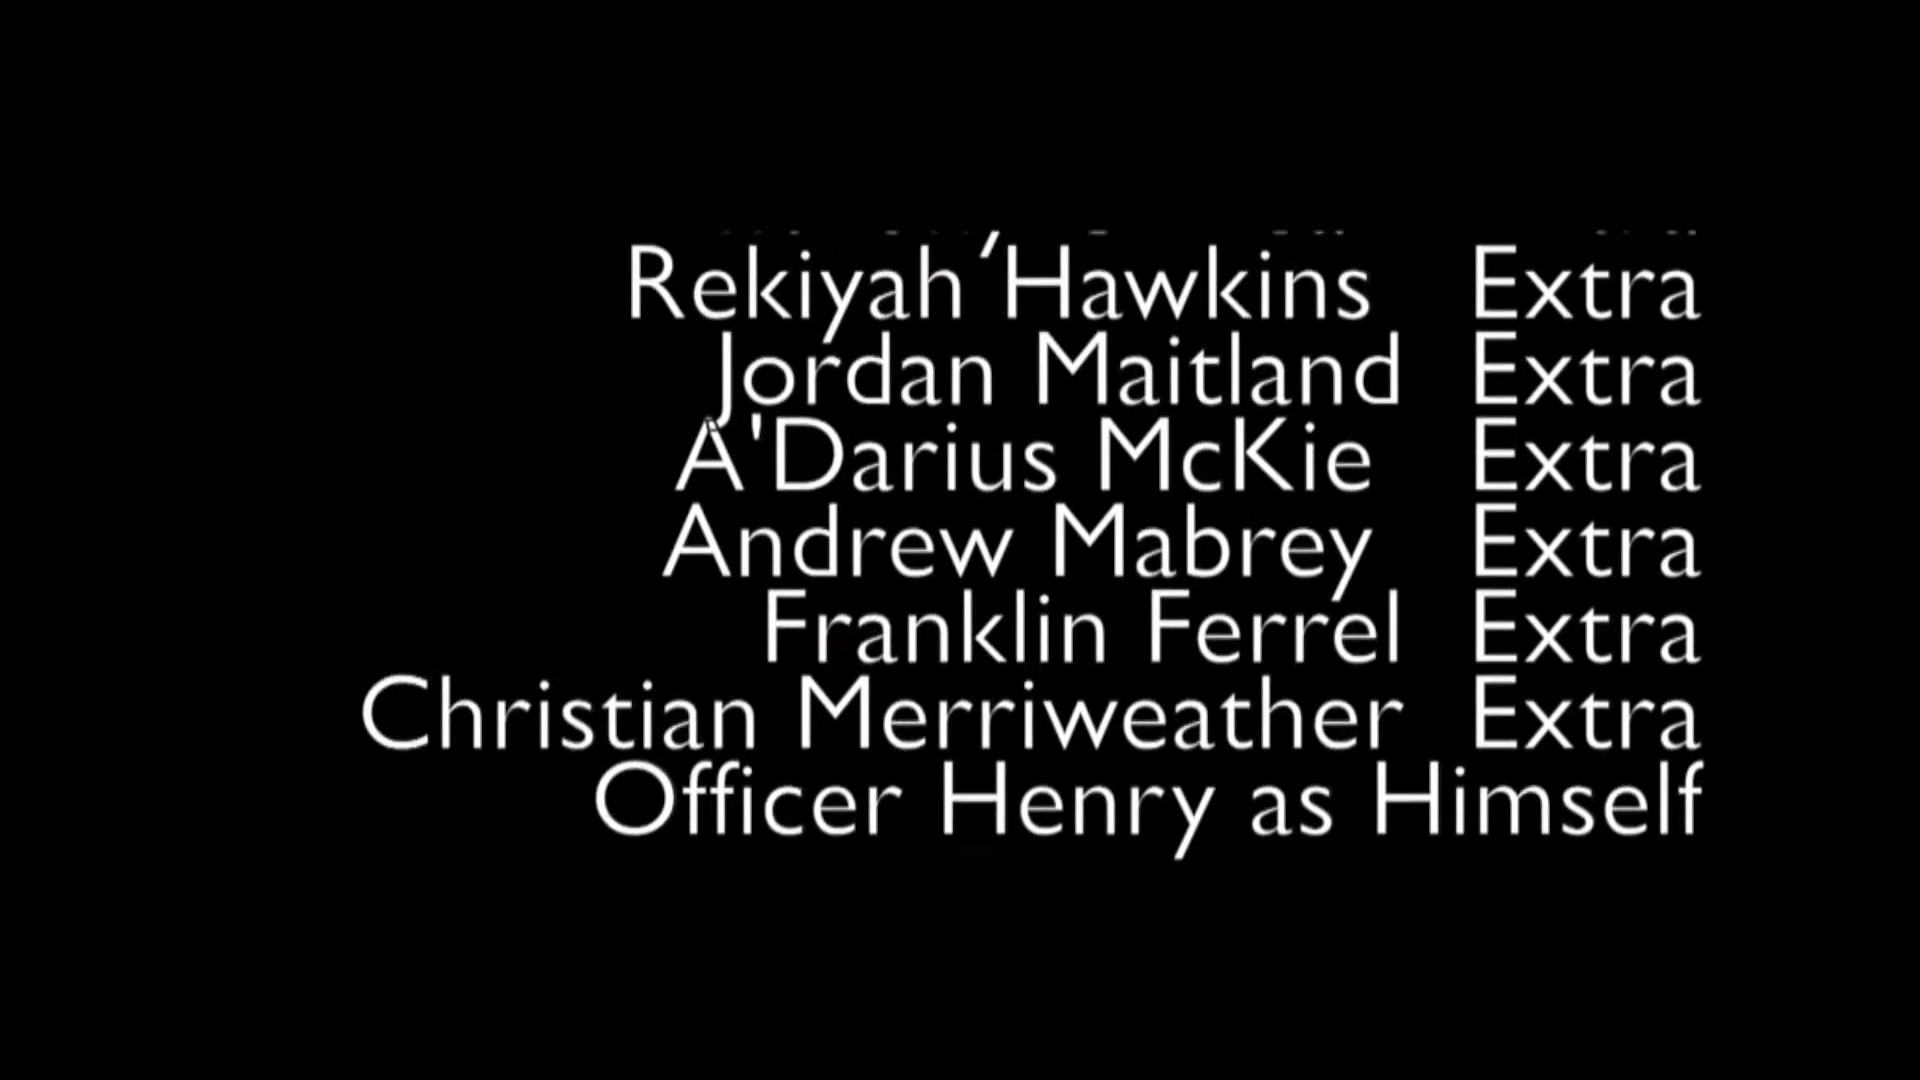 Rekiyah Hawkins Extra
Jordan Maitland Extra
A'Darius McKie Extra
Andrew Mabrey Extra
Franklin Ferrel Extra
Christian Merriweather Extra
Officer Henry as Himself